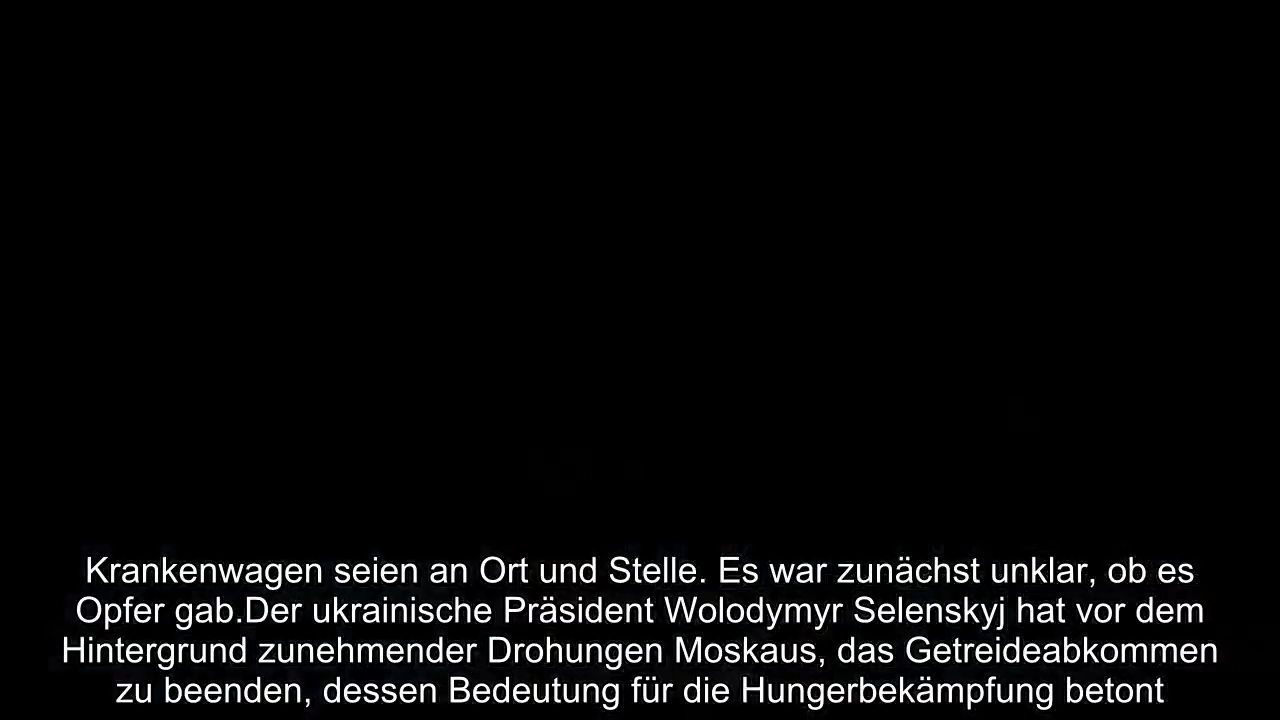 Krankenwagen seien an Ort und Stelle. Es war zunächst unklar, ob es
Opfer gab.Der ukrainische Präsident Wolodymyr Selenskyj hat vor dem
Hintergrund zunehmender Drohungen Moskaus, das Getreideabkommen
zu beenden, dessen Bedeutung für die Hungerbekämpfung betont